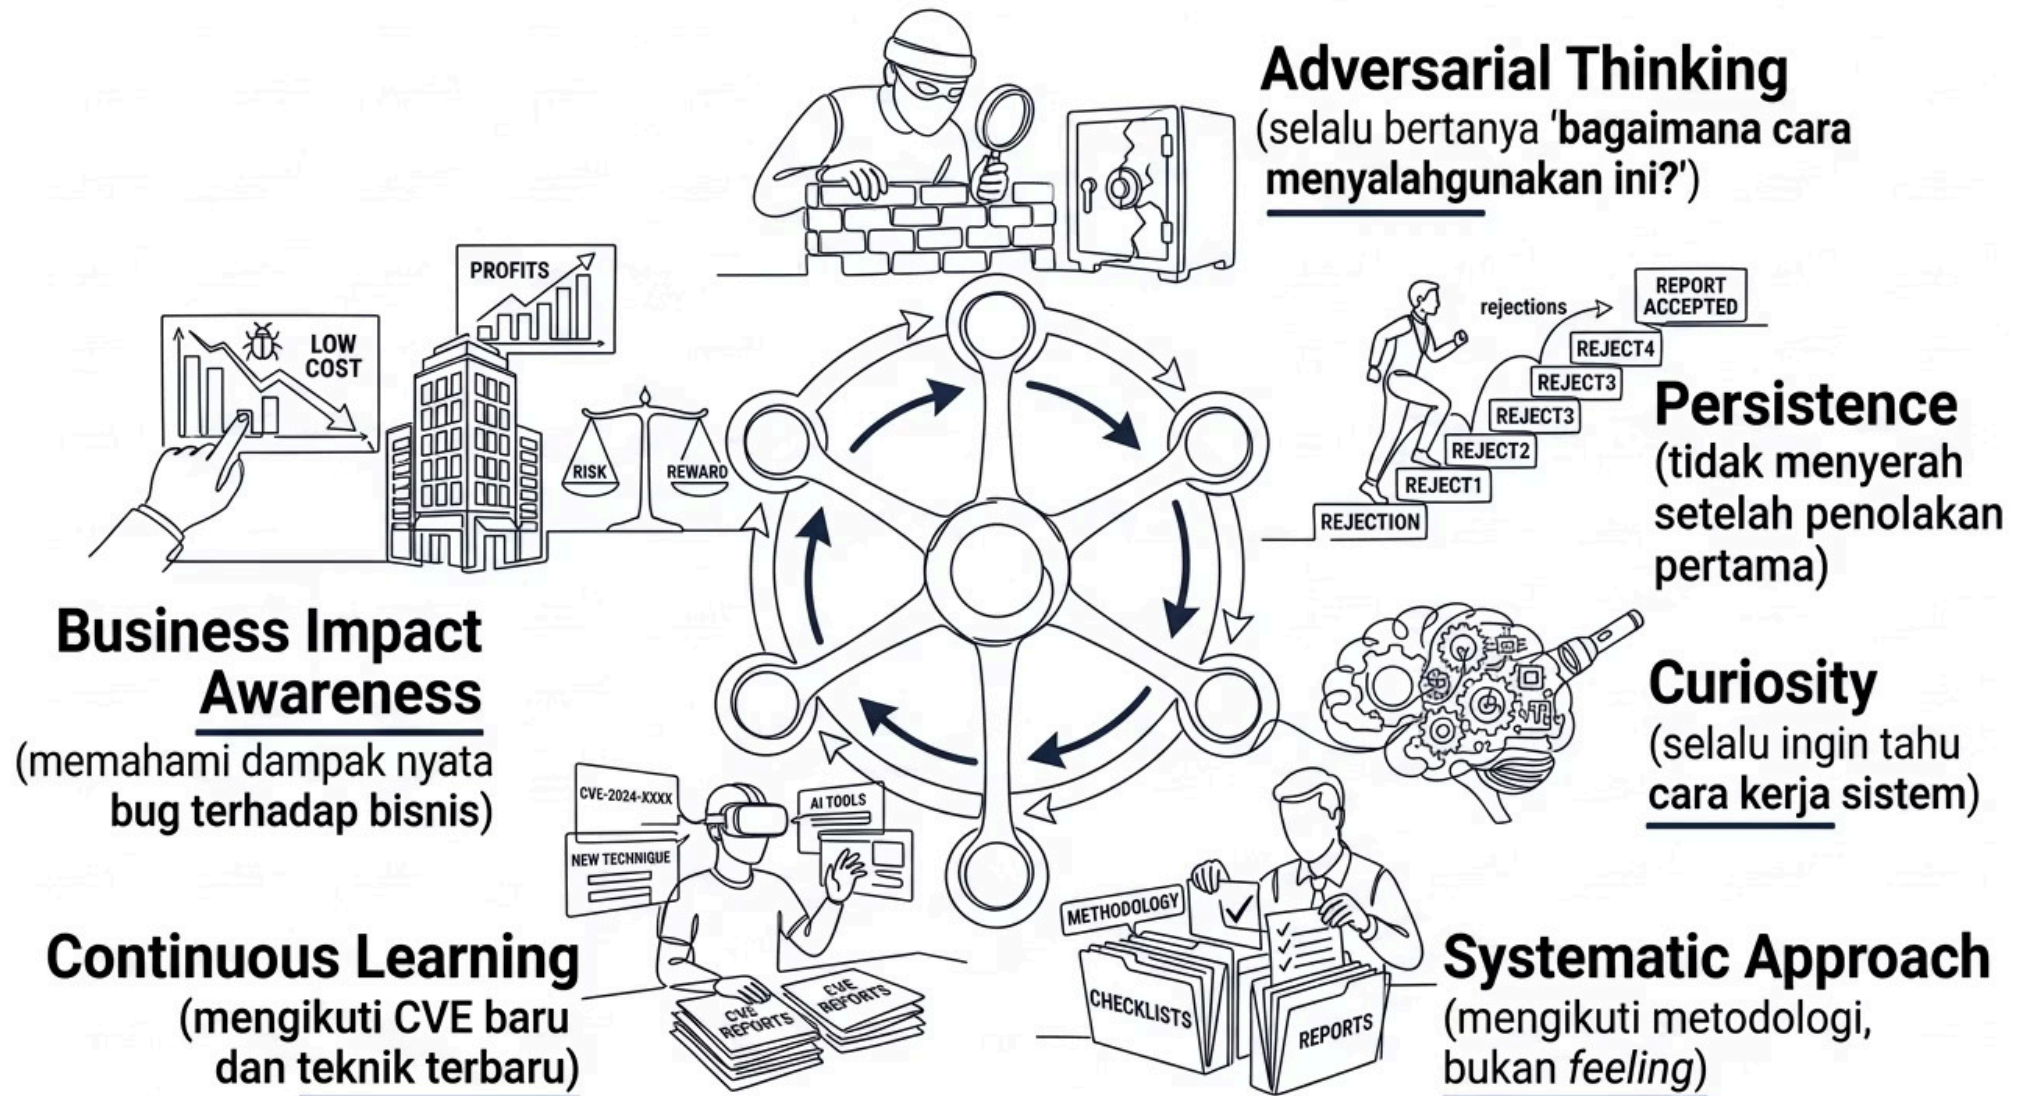 Adversarial Thinking
(selalu bertanya 'bagaimana cara
menyalahgunakan ini?')
PROFITS
LOW
COST
RISK
REWARD
rejections
REPORT
ACCEPTED
REJECT4
REJECT3
REJECT3
REJECT2
REJECT1
REJECTION
Persistence
(tidak menyerah
setelah penolakan
pertama)
Business Impact
Awareness
(memahami dampak nyata
bug terhadap bisnis)
Curiosity
(selalu ingin tahu
cara kerja sistem)
CVE-2024-XXXX
AI TOOLS
NEW TECHNIQUE
CVE
REPORTS
CVE
REPORTS
Continuous Learning
(mengikuti CVE baru
dan teknik terbaru)
METHODOLOGY
CHECKLISTS
REPORTS
Systematic Approach
(mengikuti metodologi,
bukan feeling)